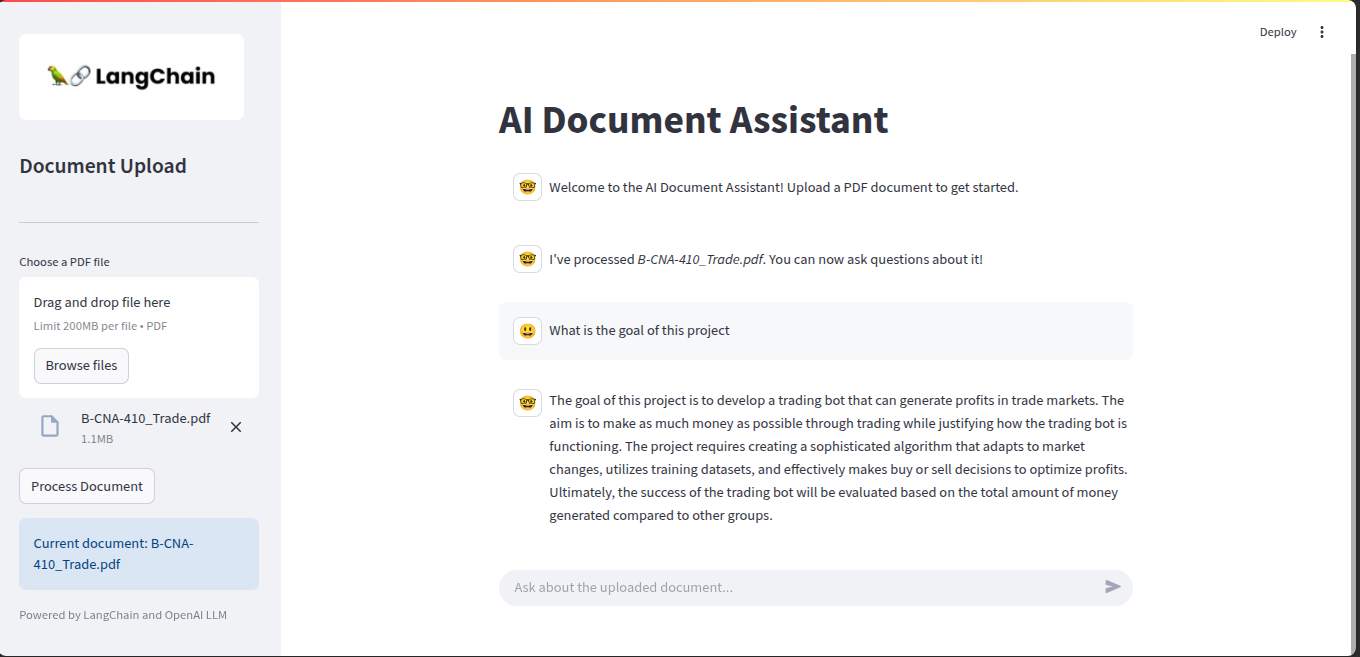 LangChain
Document Upload
Choose a PDF file
Drag and drop file here
Limit 200MB per file • PDF
Browse files
B-CNA-410_Trade.pdf
1.1MB
Process Document
Current document: B-CNA-
410_Trade.pdf
Powered by LangChain and OpenAI LLM
Deploy
AI Document Assistant
Welcome to the AI Document Assistant! Upload a PDF document to get started.
I've processed B-CNA-410_Trade.pdf. You can now ask questions about it!
What is the goal of this project
The goal of this project is to develop a trading bot that can generate profits in trade markets. The
aim is to make as much money as possible through trading while justifying how the trading bot is
functioning. The project requires creating a sophisticated algorithm that adapts to market
changes, utilizes training datasets, and effectively makes buy or sell decisions to optimize profits.
Ultimately, the success of the trading bot will be evaluated based on the total amount of money
generated compared to other groups.
Ask about the uploaded document...